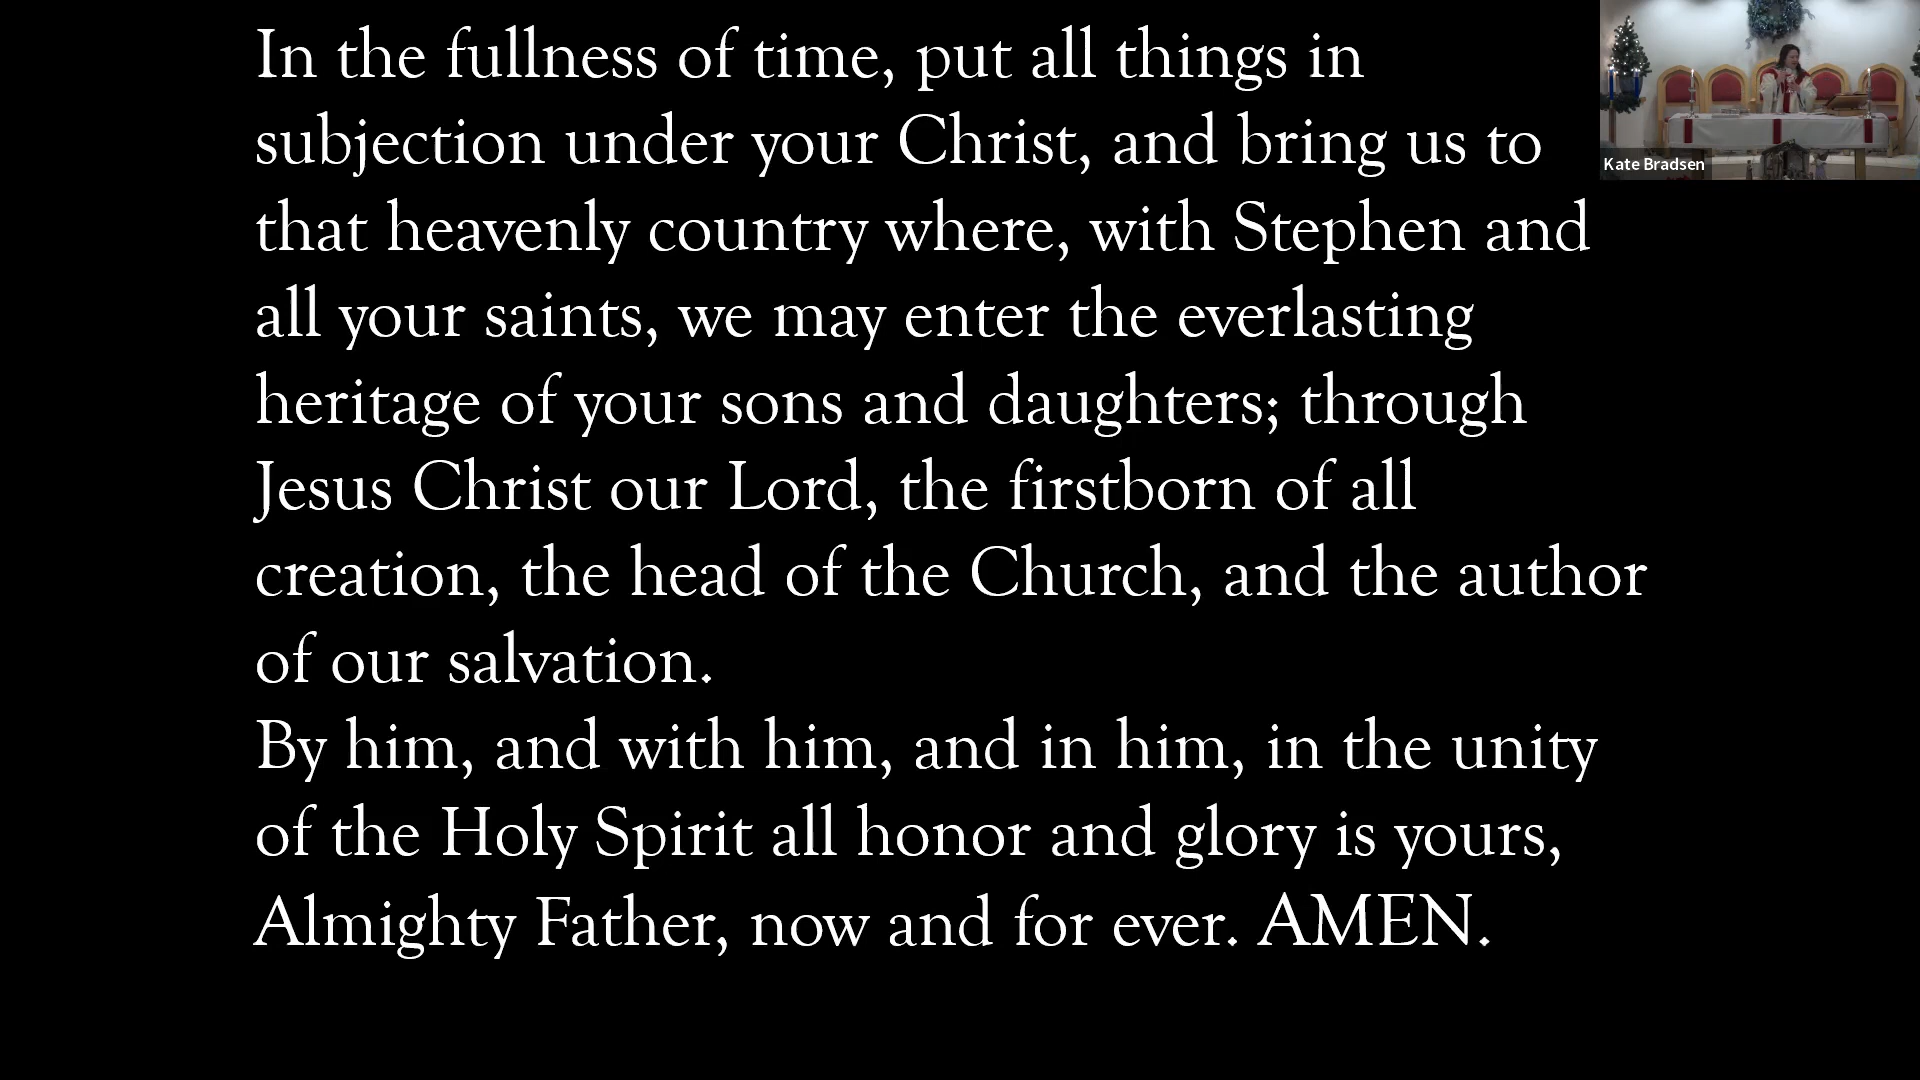 In the fullness of time, put all things in
subjection under your Christ, and bring us to
that heavenly country where, with Stephen and
all your saints, we may enter the everlasting
heritage of your sons and daughters; through
Jesus Christ our Lord, the firstborn of all
creation, the head of the Church, and the author
of our salvation.
By him, and with him, and in him, in the unity
of the Holy Spirit all honor and glory is yours,
Almighty Father, now and for ever. AMEN.
Kate Bradsen